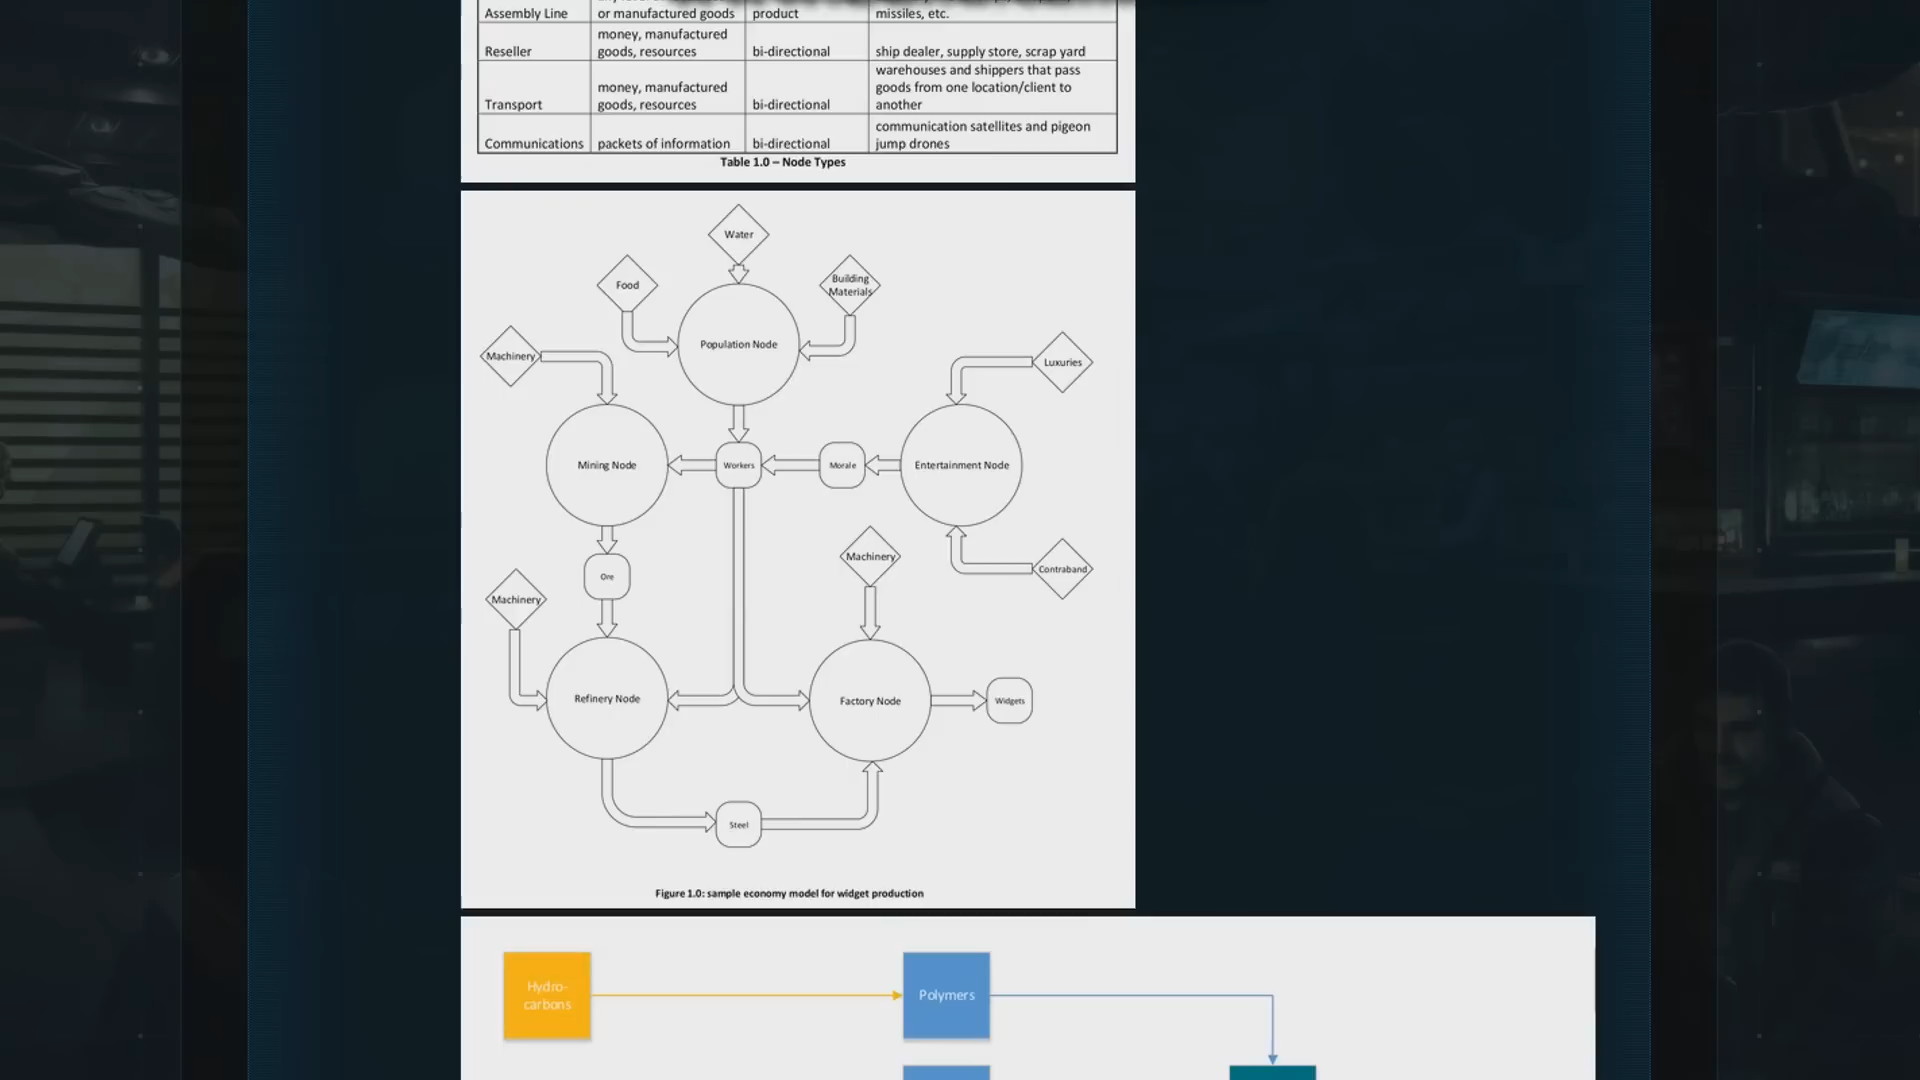 Assembly Line
or manufactured goods
product
missiles, etc.
Reseller
money, manufactured
goods, resources
bi-directional
ship dealer, supply store, scrap yard
Transport
money, manufactured
goods, resources
bi-directional
warehouses and shippers that pass
goods from one location/client to
another
Communications
packets of information
bi-directional
communication satellites and pigeon
jump drones
Table 1.0 – Node Types
Water
Food
Building
Materials
Population Node
Machinery
Luxuries
Mining Node
Workers
Morale
Entertainment Node
Machinery
Contraband
Ore
Machinery
Refinery Node
Factory Node
Widgets
Steel
Figure 1.0: sample economy model for widget production
Hydro-
carbons
Polymers